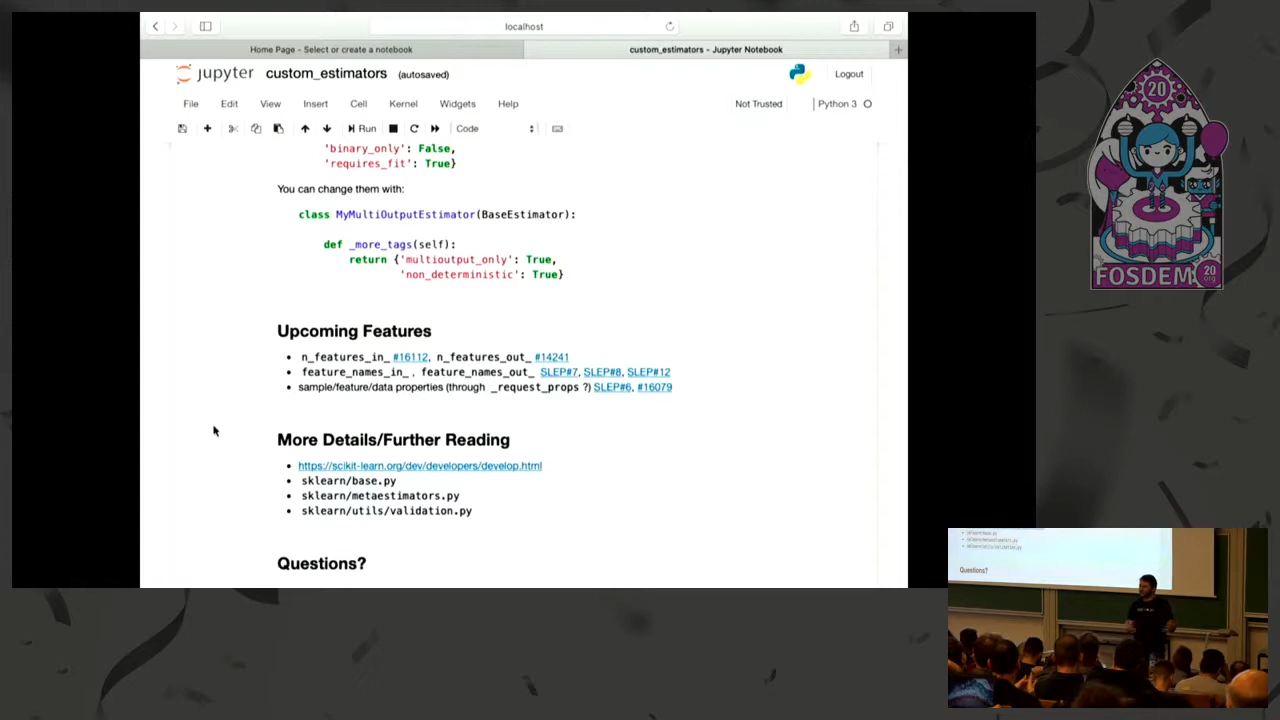 localhost
Home Page - Select or create a notebook
custom_estimators - Jupyter Notebook
jupyter custom_estimators (autosaved)
Logout
File Edit View Insert Cell Kernel Widgets Help
Not Trusted
Python 3
Run
Code
'binary_only': False,
'requires_fit': True}
You can change them with:
class MyMultiOutputEstimator(BaseEstimator):
def _more_tags(self):
return {'multioutput_only': True,
'non_deterministic': True}
Upcoming Features
n_features_in_ #16112, n_features_out_ #14241
feature_names_in_ , feature_names_out_ SLEP#7, SLEP#8, SLEP#12
sample/feature/data properties (through _request_props ?) SLEP#6, #16079
More Details/Further Reading
https://scikit-learn.org/dev/developers/develop.html
sklearn/base.py
sklearn/metaestimators.py
sklearn/utils/validation.py
Questions?
20
FOSDEM
20
.org
Questions?